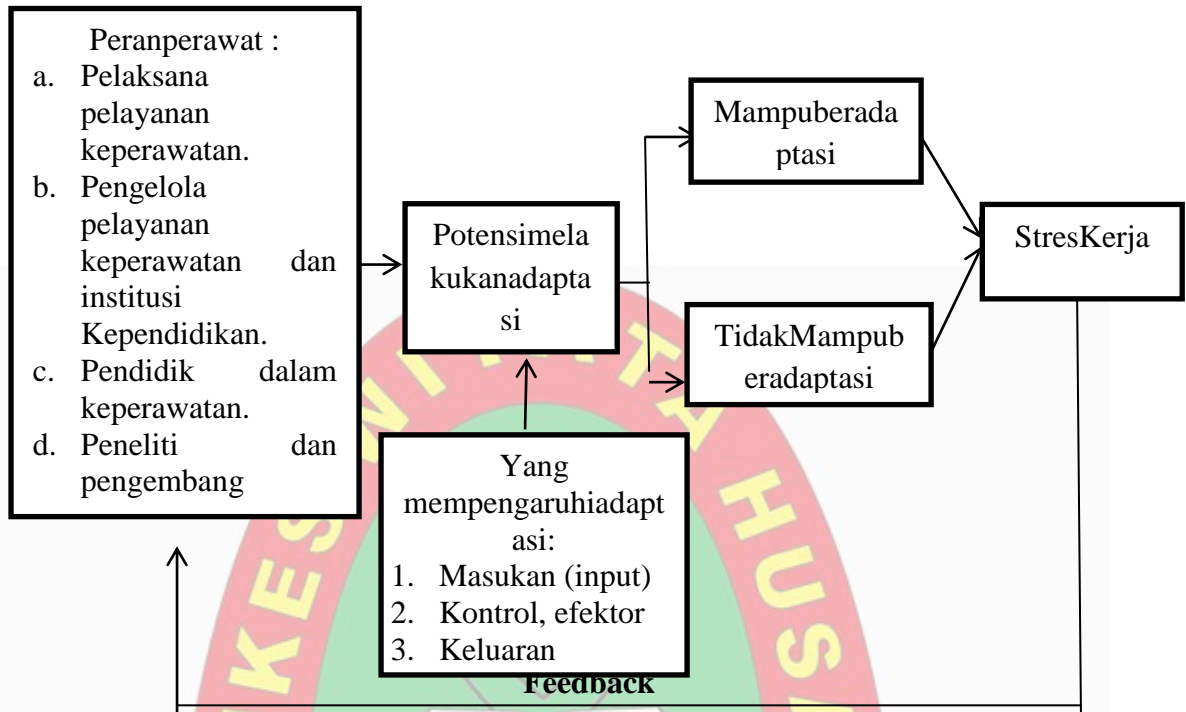 Peranperawat :
a. Pelaksana
pelayanan
keperawatan.
b. Pengelola
pelayanan
keperawatan dan
institusi
Kependidikan.
c. Pendidik dalam
keperawatan.
d. Peneliti dan
pengembang
Potensimela
kukanadapta
si
Yang
mempengaruhiadapt
asi:
1. Masukan (input)
2. Kontrol, efektor
3. Keluaran
Mampuberada
ptasi
TidakMampub
eradaptasi
StresKerja
Feedback